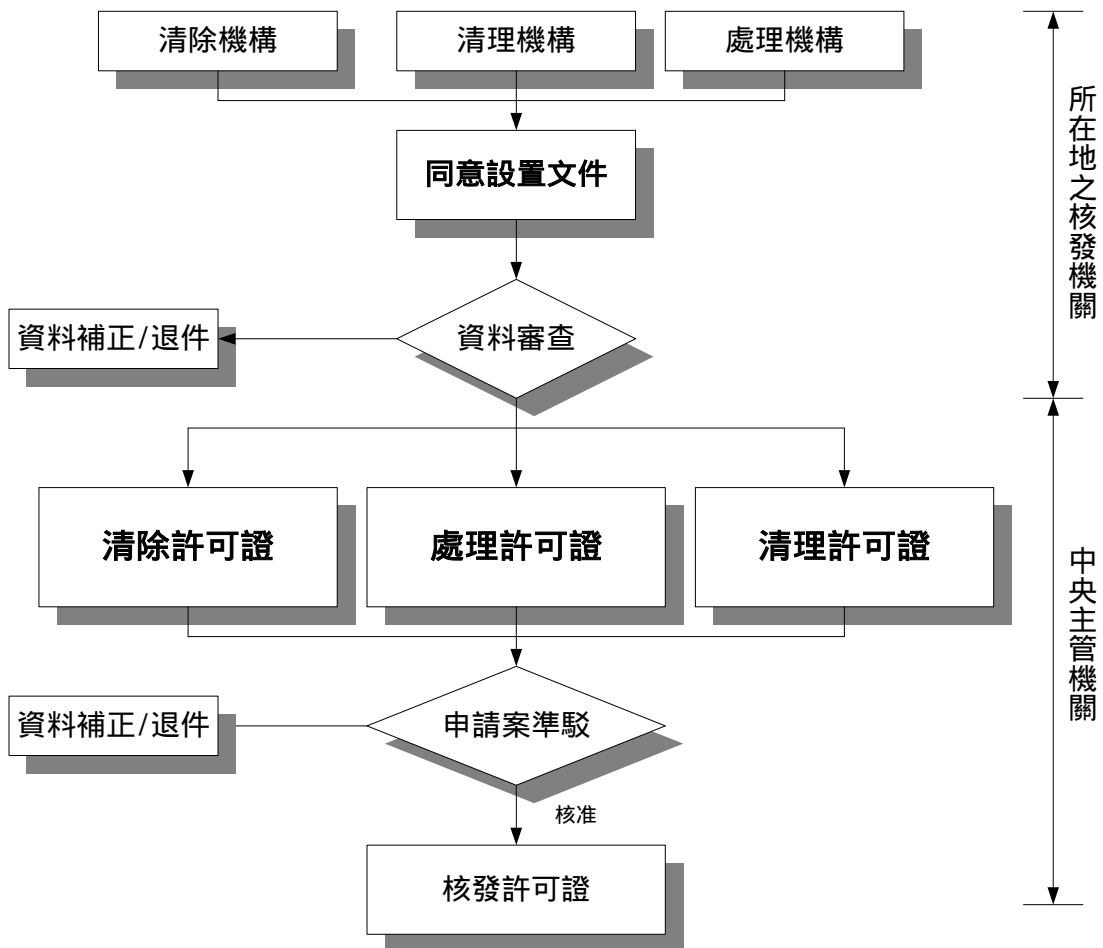 清除機構
清理機構
處理機構
同意設置文件
資料審查
資料補正/退件
所在地之核發機關
清除許可證
處理許可證
清理許可證
申請案準駁
資料補正/退件
核准
核發許可證
中央主管機關